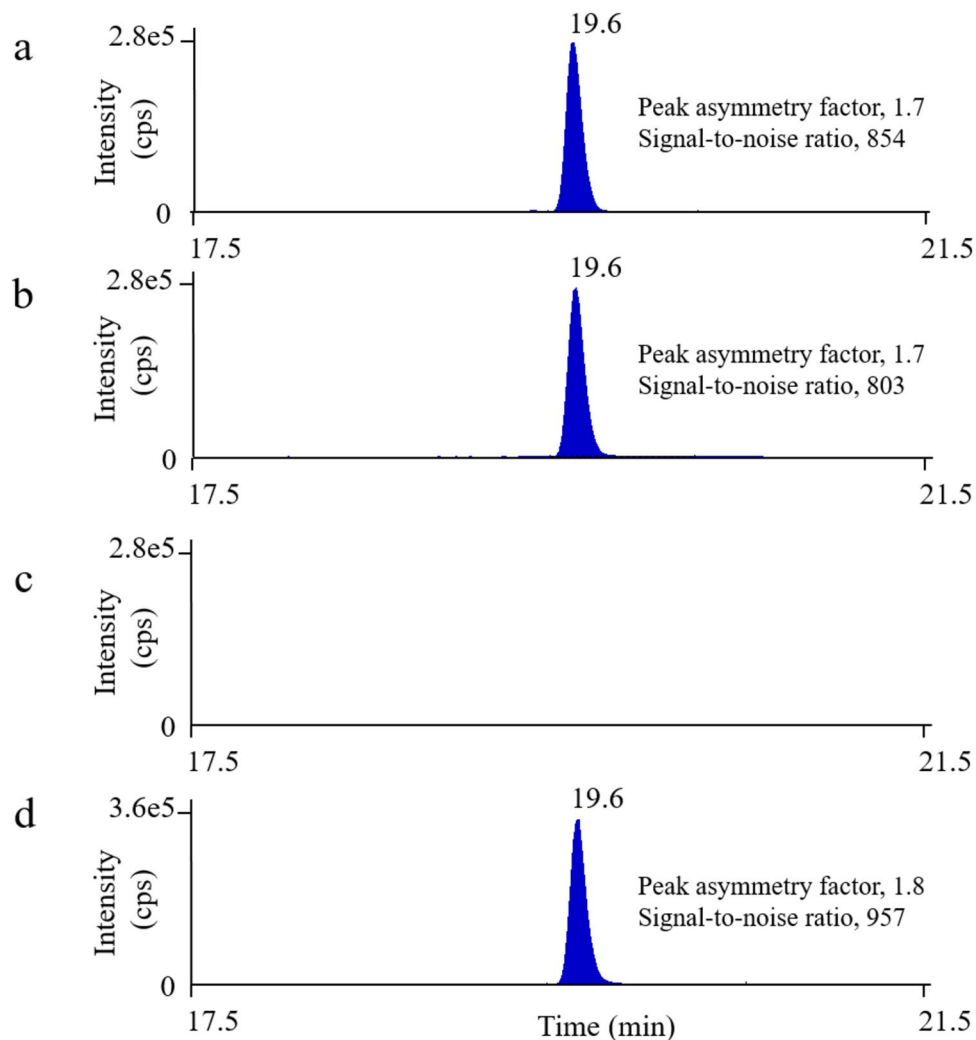 a
2.8e5
19.6
Intensity
(cps)
Peak asymmetry factor, 1.7
Signal-to-noise ratio, 854
0
17.5
21.5
b
2.8e5
19.6
Intensity
(cps)
Peak asymmetry factor, 1.7
Signal-to-noise ratio, 803
0
17.5
21.5
c
2.8e5
Intensity
(cps)
0
17.5
21.5
d
3.6e5
19.6
Intensity
(cps)
Peak asymmetry factor, 1.8
Signal-to-noise ratio, 957
0
17.5
Time (min)
21.5